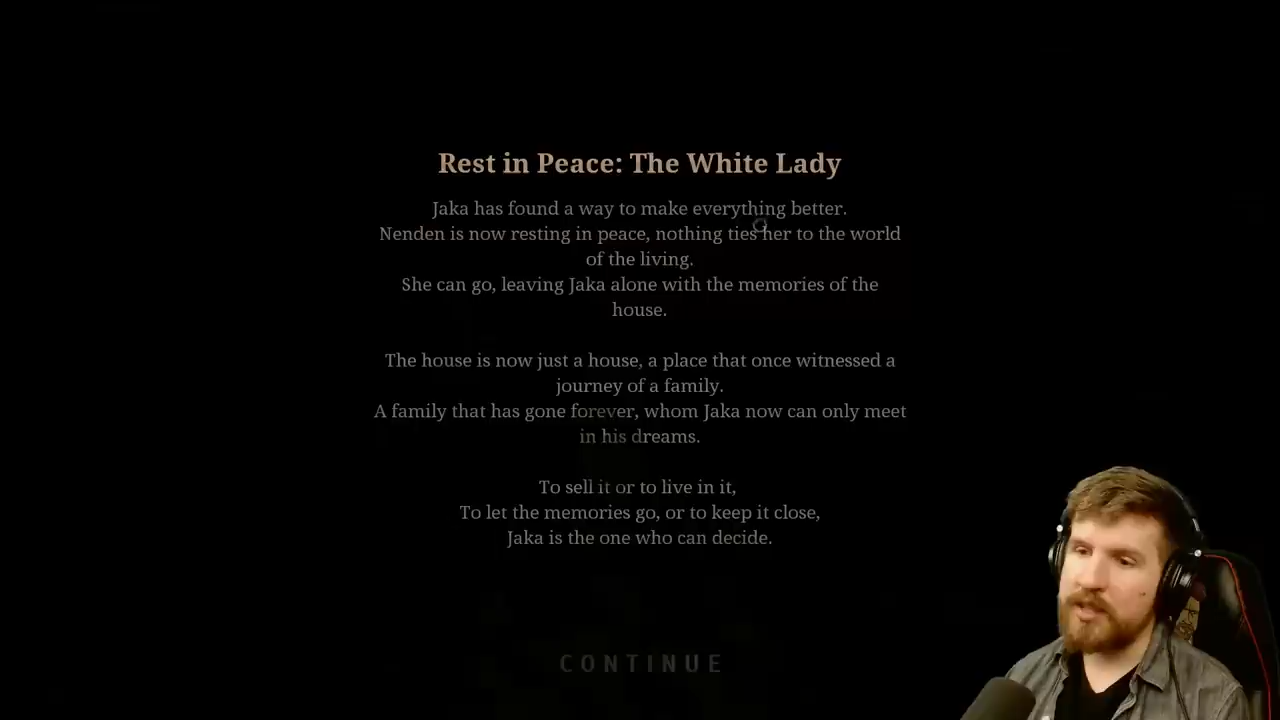 Rest in Peace: The White Lady
Jaka has found a way to make everything better.
Nenden is now resting in peace, nothing ties her to the world
of the living.
She can go, leaving Jaka alone with the memories of the
house.
The house is now just a house, a place that once witnessed a
journey of a family.
A family that has gone forever, whom Jaka now can only meet
in his dreams.
To sell it or to live in it,
To let the memories go, or to keep it close,
Jaka is the one who can decide.
CONTINUE